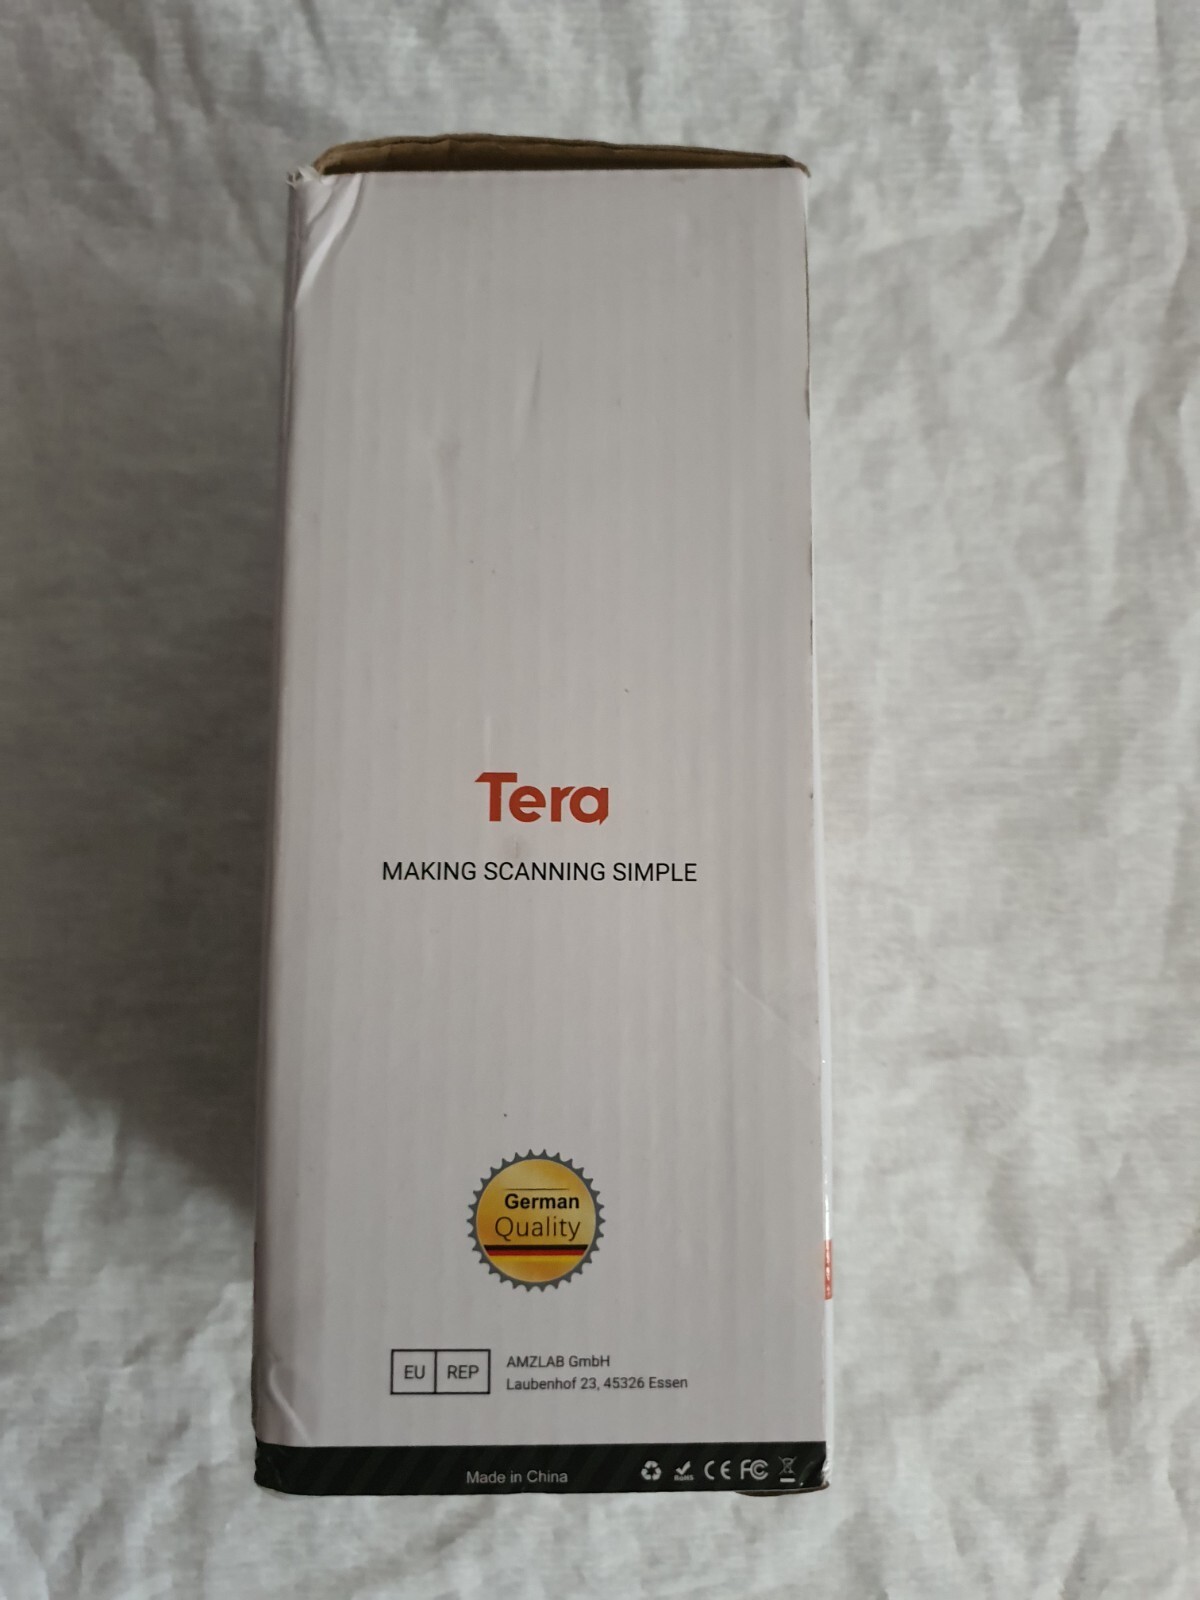 Tera
MAKING SCANNING SIMPLE
German
Quality
EU REP
AMZLAB GmbH
Laubenhof 23, 45326 Essen
Made in China
RoHS CE FC